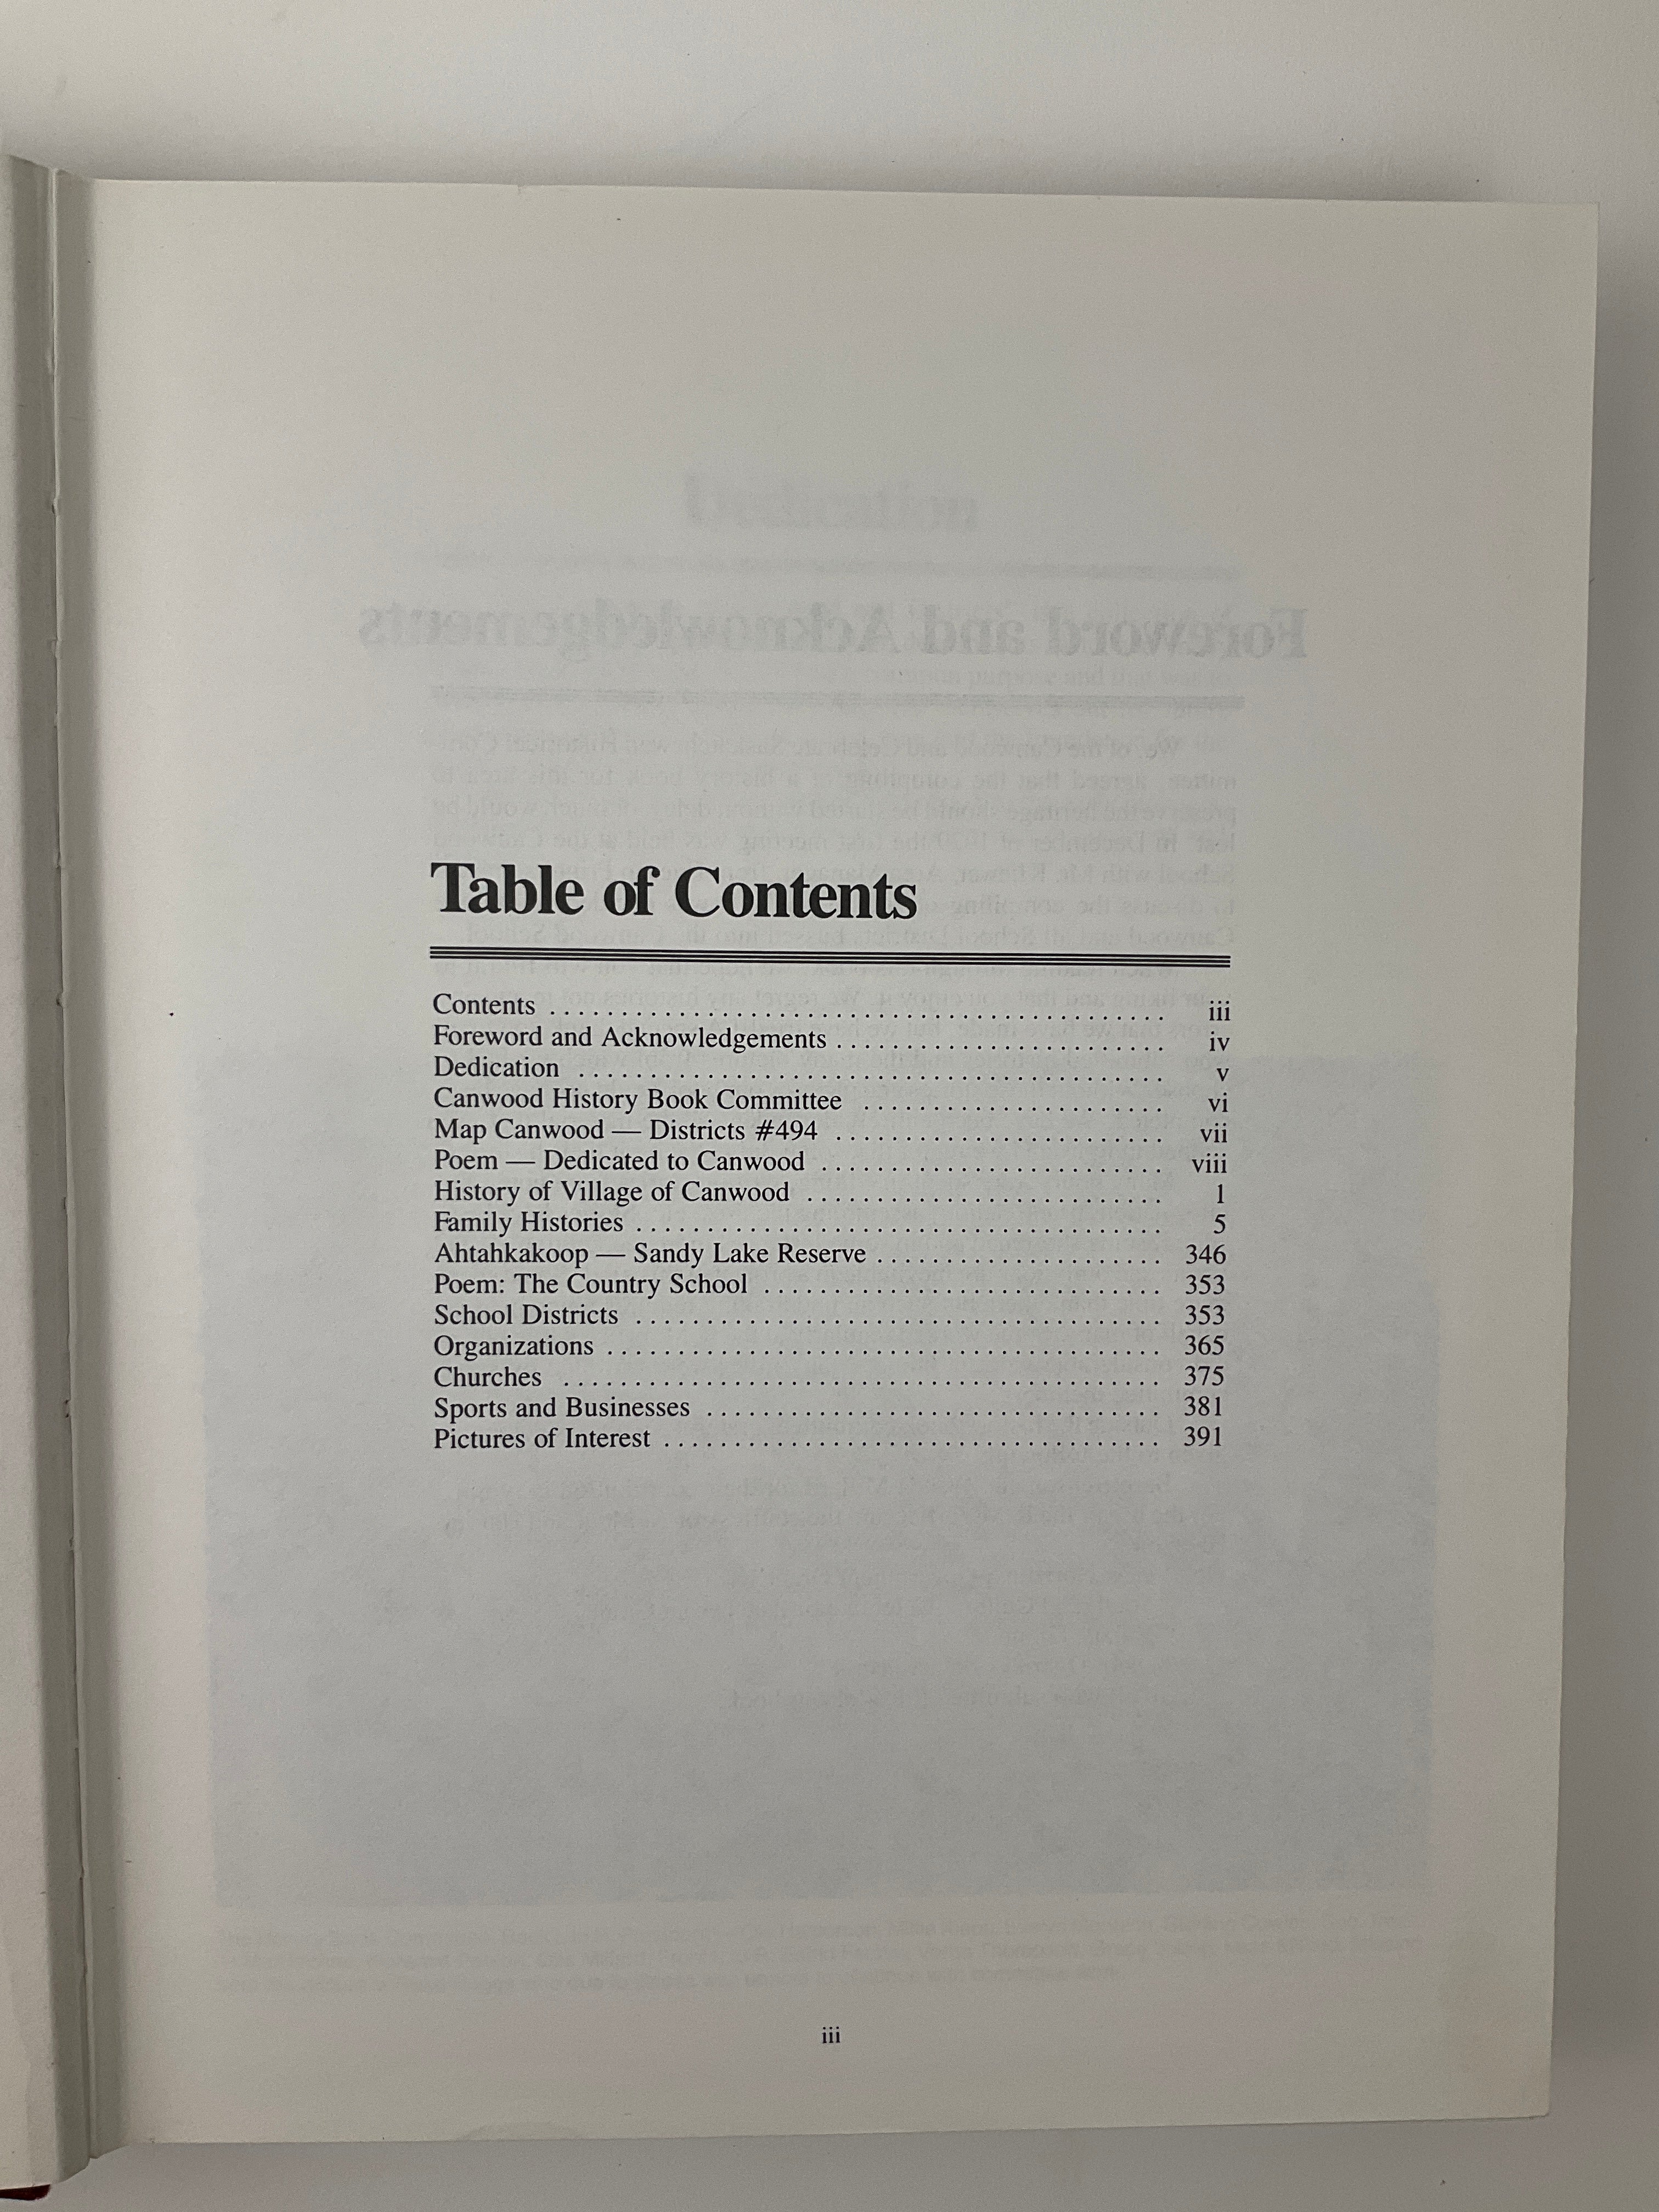 Table of Contents
Contents ............................................ iii
Foreword and Acknowledgements ........................ iv
Dedication .......................................... v
Canwood History Book Committee ...................... vi
Map Canwood — Districts #494 ........................ vii
Poem — Dedicated to Canwood ......................... viii
History of Village of Canwood ......................... 1
Family Histories ..................................... 5
Ahtahkakoop — Sandy Lake Reserve ..................... 346
Poem: The Country School ............................ 353
School Districts ..................................... 353
Organizations ....................................... 365
Churches .......................................... 375
Sports and Businesses ................................ 381
Pictures of Interest ................................... 391
iii